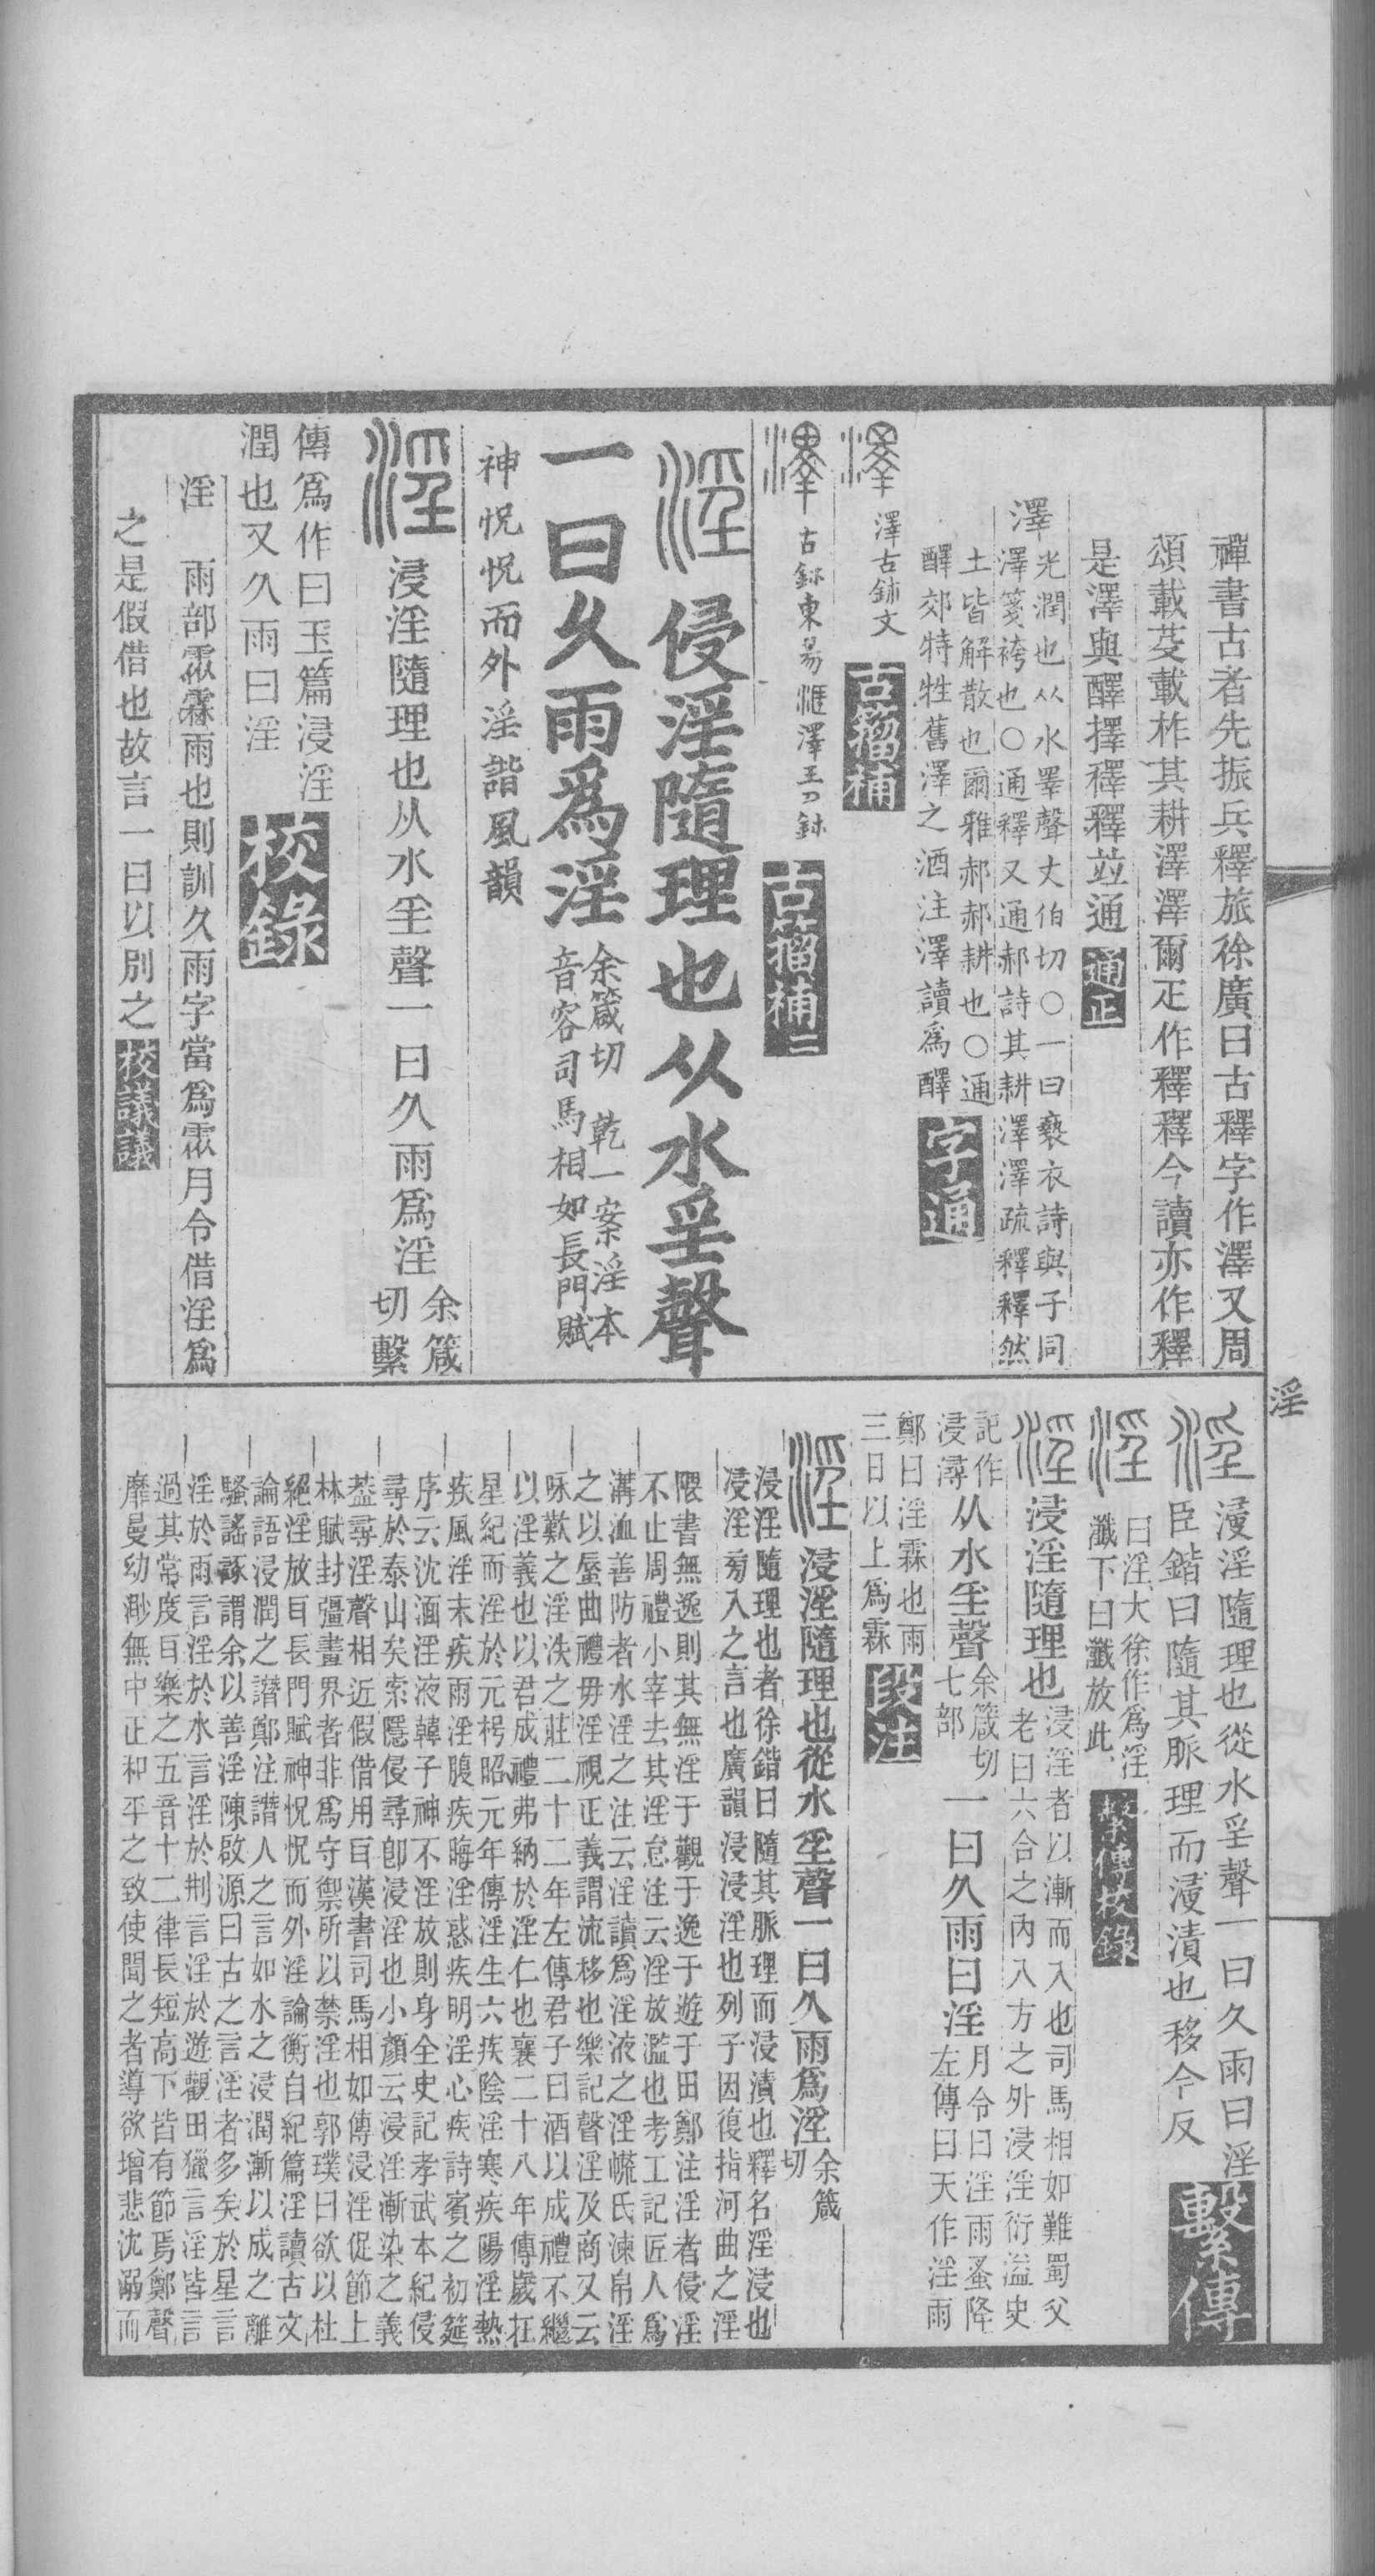 禪書古者先振兵釋旅徐廣曰古釋字作澤又周
頌載芟載柞其耕澤澤爾疋作釋釋今讀亦作釋
是澤與醳擇釋釋竝通 通正
澤
光潤也从水睪聲丈伯切○一曰褻衣詩與子同
澤箋袴也○通釋又通郝詩其耕澤澤疏釋釋然
土皆解散也爾雅郝郝耕也○通
醳郊特牲舊澤之酒注澤讀爲醳 字通
澤古鉢文 古籀補
古鉨東昜 澤王 鉨 古籀補二
淫 侵淫隨理也从水㸒聲
一曰久雨爲淫
余箴切 乾一案淫本
音容司馬相如長門賦
神怳怳而外淫諧風韻
淫 浸淫隨理也从水㸒聲一曰久雨爲淫
余箴
切繫
傳爲作曰玉篇浸淫
潤也又久雨曰淫 校錄
淫 雨部霖霖雨也則訓久雨字當爲 月令借淫爲
之是假借也故言一曰以別之 校議議
淫
淫 浸淫隨理也從水㸒聲一曰久雨曰淫
臣鍇曰隨其脈理而浸漬也移今反 繫傳
淫
曰淫大徐作爲淫
瀸下曰瀸放此 繫傳校錄
淫 浸淫隨理也
浸淫者以漸而入也司馬相如難蜀父
老曰六合之內八方之外浸淫衍溢史
記作
浸潯
从水㸒聲
余箴切
七部
一曰久雨曰淫
月令曰淫雨蚤降
左傳曰天作淫雨
鄭曰淫霖也雨
三日以上爲霖 段注
淫 浸淫隨理也從水㸒聲一曰久雨爲淫
余箴
切
浸淫隨理也者徐鍇曰隨其脈理而浸漬也釋名淫浸也
浸淫㫄入之言也廣韻浸浸淫也列子因復指河曲之淫
隈書無逸則其無淫于觀于逸于遊于田鄭注淫者侵淫
不止周禮小宰去其淫怠注云淫放濫也考工記匠人爲
溝洫善防者水淫之注云淫讀爲淫液之淫㡛氏湅帛淫
之以蜃曲禮毋淫視正義謂流移也樂記聲淫及商又云
咏歎之淫泆之莊二十二年左傳君子曰酒以成禮不繼
以淫義也以君成禮弗納於淫仁也襄二十八年傳歲在
星紀而淫於元枵昭元年傳淫生六疾陰淫寒疾陽淫熱
疾風淫末疾雨淫腹疾晦淫惑疾明淫心疾詩賓之初筵
序云沈湎淫液韓子神不淫放則身全史記孝武本紀侵
尋於泰山矣索隱侵尋卽浸淫也小顏云浸淫漸染之義
葢尋淫聲相近假借用㠯漢書司馬相如傳浸淫促節上
林賦封彊畫界者非爲守禦所以禁淫也郭璞曰欲以杜
絕淫放㠯長門賦神怳怳而外淫論衡自紀篇淫讀古文
論語浸潤之譖鄭注譖人之言如水之浸潤漸以成之離
騷謠諑謂余以善淫陳啟源曰古之言淫者多矣於星言
淫於雨言淫於水言淫於刑言淫於遊觀田獵言淫皆言
過其常度㠯樂之五音十二律長短高下皆有節焉鄭聲
靡曼幼渺無中正和平之致使聞之者導欲增悲沈溺而